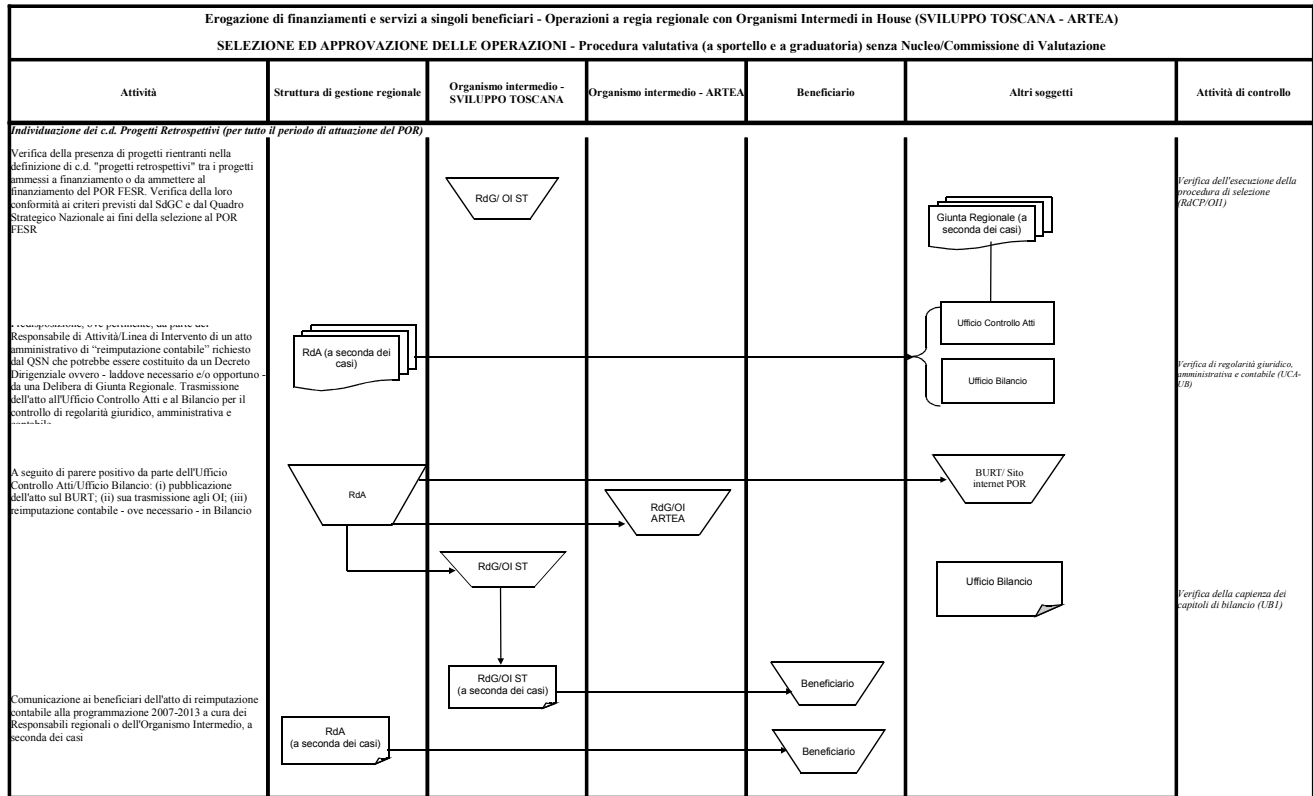 Erogazione di finanziamenti e servizi a singoli beneficiari - Operazioni a regia regionale con Organismi Intermedi in House (SVILUPPO TOSCANA - ARTEA)
SELEZIONE ED APPROVAZIONE DELLE OPERAZIONI - Procedura valutativa (a sportello e a graduatoria) senza Nucleo/Commissione di Valutazione
Attività
Struttura di gestione regionale
Organismo intermedio -
SVILUPPO TOSCANA
Organismo intermedio - ARTEA
Beneficiario
Altri soggetti
Attività di controllo
Individuazione dei c.d. Progetti Retrospettivi (per tutto il periodo di attuazione del POR)
Verifica della presenza di progetti rientranti nella
definizione di c.d. "progetti retrospettivi" tra i progetti
ammessi a finanziamento o da ammettere al
finanziamento del POR FESR. Verifica della loro
conformità ai criteri previsti dal SdGC e dal Quadro
Strategico Nazionale ai fini della selezione al POR
FESR
RdG/ OI ST
Giunta Regionale (a
seconda dei casi)
Verifica dell'esecuzione della
procedura di selezione
(RdCP/OI1)
Predisposizione, ove pertinente, da parte del
Responsabile di Attività/Linea di Intervento di un atto
amministrativo di “reimputazione contabile” richiesto
dal QSN che potrebbe essere costituito da un Decreto
Dirigenziale ovvero - laddove necessario e/o opportuno -
da una Delibera di Giunta Regionale. Trasmissione
dell'atto all'Ufficio Controllo Atti e al Bilancio per il
controllo di regolarità giuridico, amministrativa e
contabile
RdA (a seconda dei
casi)
Ufficio Controllo Atti
Ufficio Bilancio
Verifica di regolarità giuridico,
amministrativa e contabile (UCA-
UB)
A seguito di parere positivo da parte dell'Ufficio
Controllo Atti/Ufficio Bilancio: (i) pubblicazione
dell'atto sul BURT; (ii) sua trasmissione agli OI; (iii)
reimputazione contabile - ove necessario - in Bilancio
RdA
RdG/OI
ARTEA
BURT/ Sito
internet POR
RdG/OI ST
Ufficio Bilancio
Verifica della capienza dei
capitoli di bilancio (UB1)
Comunicazione ai beneficiari dell'atto di reimputazione
contabile alla programmazione 2007-2013 a cura dei
Responsabili regionali o dell'Organismo Intermedio, a
seconda dei casi
RdG/OI ST
(a seconda dei casi)
Beneficiario
RdA
(a seconda dei casi)
Beneficiario